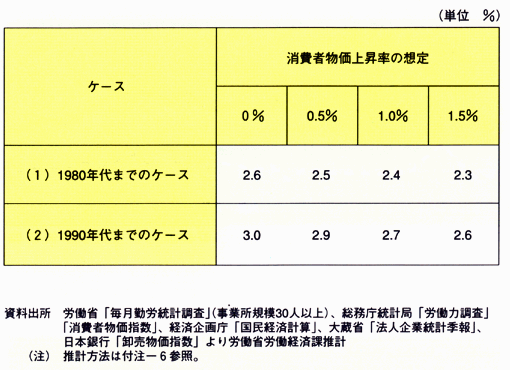 (単位 %)
ケース
消費者物価上昇率の想定
0% 0.5% 1.0% 1.5%
(1)1980年代までのケース 2.6 2.5 2.4 2.3
(2)1990年代までのケース 3.0 2.9 2.7 2.6
資料出所 労働省「毎月勤労統計調査」(事業所規模30人以上)、総務庁統計局「労働力調査」
「消費者物価指数」、経済企画庁「国民経済計算」、大蔵省「法人企業統計季報」、
日本銀行「卸売物価指数」より労働省労働経済課推計
(注) 推計方法は付注-6参照。